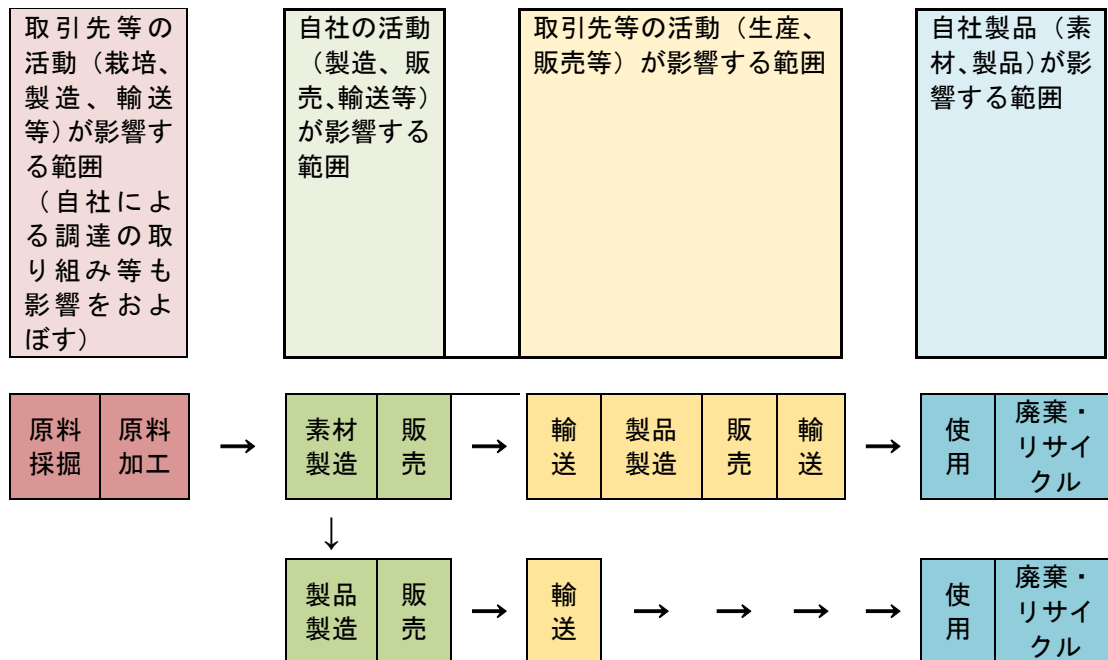 取引先等の
活動（栽培、
製造、輸送
等）が影響す
る範囲
（自社によ
る調達の取
り組み等も
影響をおよ
ぼす）
自社の活動
（製造、販
売、輸送等）
が影響する
範囲
取引先等の活動（生産、
販売等）が影響する範囲
自社製品（素
材、製品）が影
響する範囲
原料
採掘
原料
加工
→
素材
製造
販
売
→
輸
送
製品
製造
販
売
輸
送
→
使
用
廃棄・
リサイ
クル
↓
製品
製造
販
売
→
輸
送
→
→
→
→
使
用
廃棄・
リサイ
クル